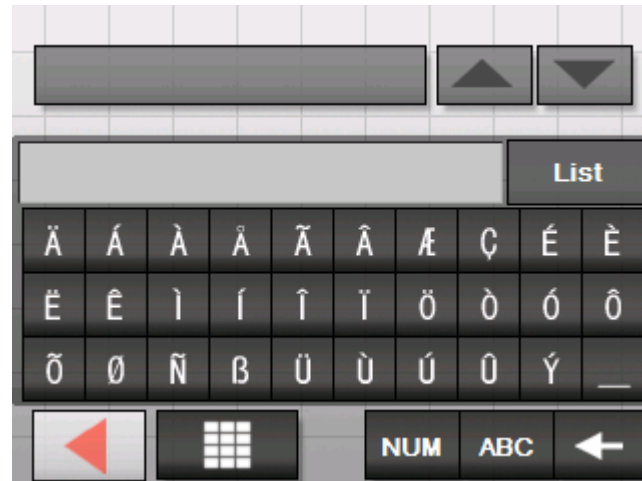 List
Ä Á À Å Ã Â Æ Ç É È
Ë Ê Ì Í Î Ï Ö Ò Ó Ô
Õ Ø Ñ ß Ü Ù Ú Û Ý _
NUM ABC